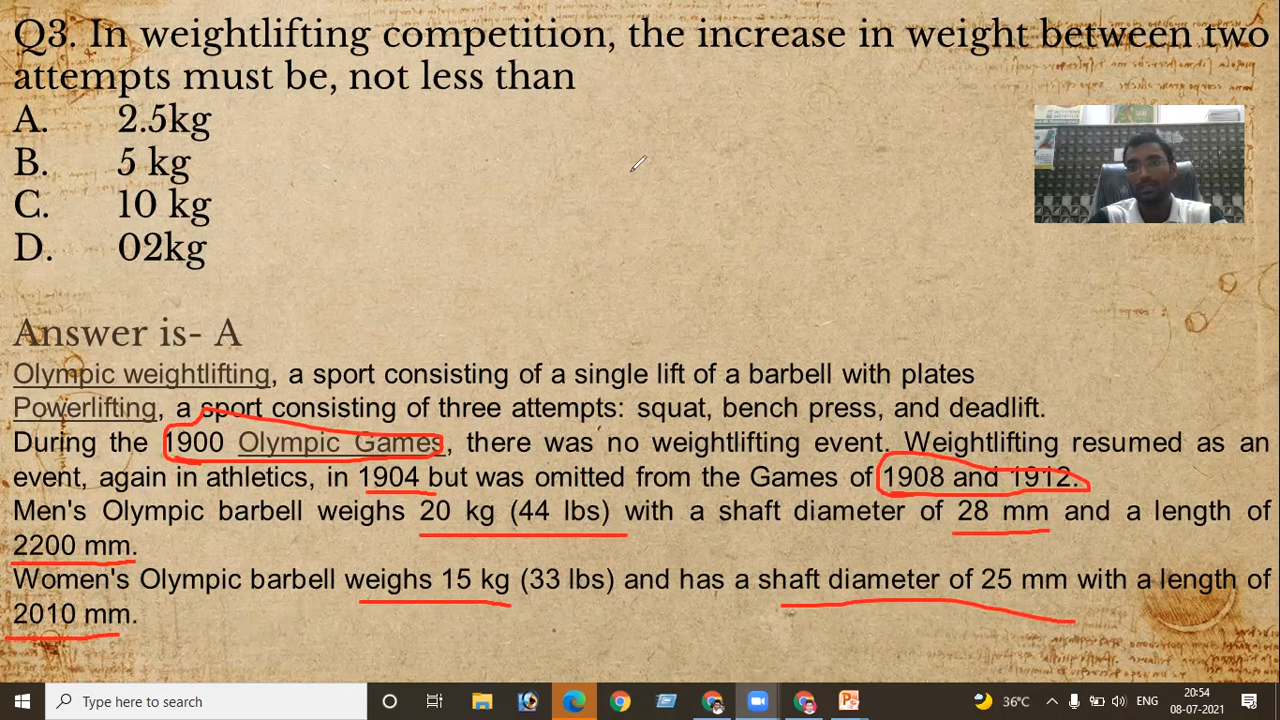 Q3. In weightlifting competition, the increase in weight between two
attempts must be, not less than
A. 2.5kg
B. 5 kg
C. 10 kg
D. 02kg
Answer is- A
Olympic weightlifting, a sport consisting of a single lift of a barbell with plates
Powerlifting, a sport consisting of three attempts: squat, bench press, and deadlift.
During the 1900 Olympic Games, there was no weightlifting event. Weightlifting resumed as an
event, again in athletics, in 1904 but was omitted from the Games of 1908 and 1912.
Men's Olympic barbell weighs 20 kg (44 lbs) with a shaft diameter of 28 mm and a length of
2200 mm.
Women's Olympic barbell weighs 15 kg (33 lbs) and has a shaft diameter of 25 mm with a length of
2010 mm.
Type here to search
36°C
ENG
20:54
08-07-2021